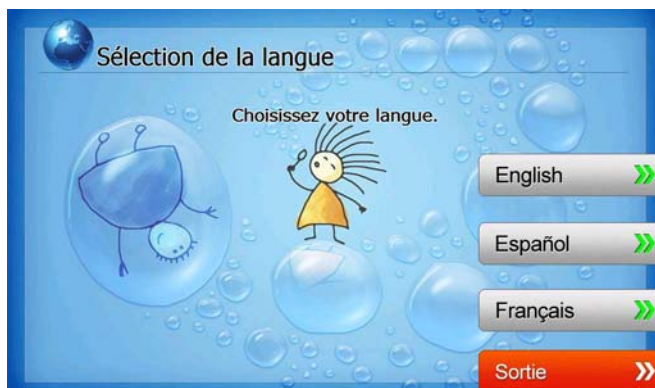 Sélection de la langue
Choisissez votre langue.
English
Español
Français
Sortie